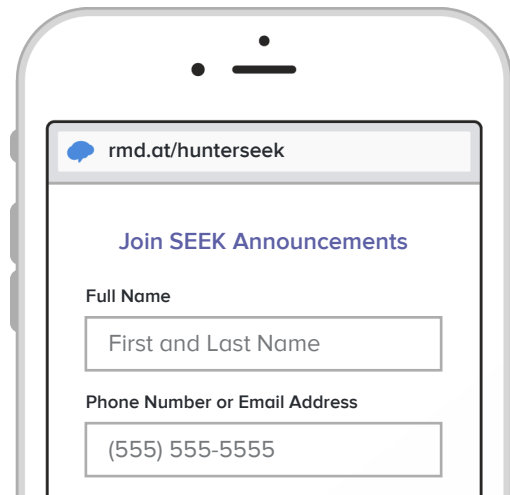 rmd.at/hunterseek
Join SEEK Announcements
Full Name
First and Last Name
Phone Number or Email Address
(555) 555-5555